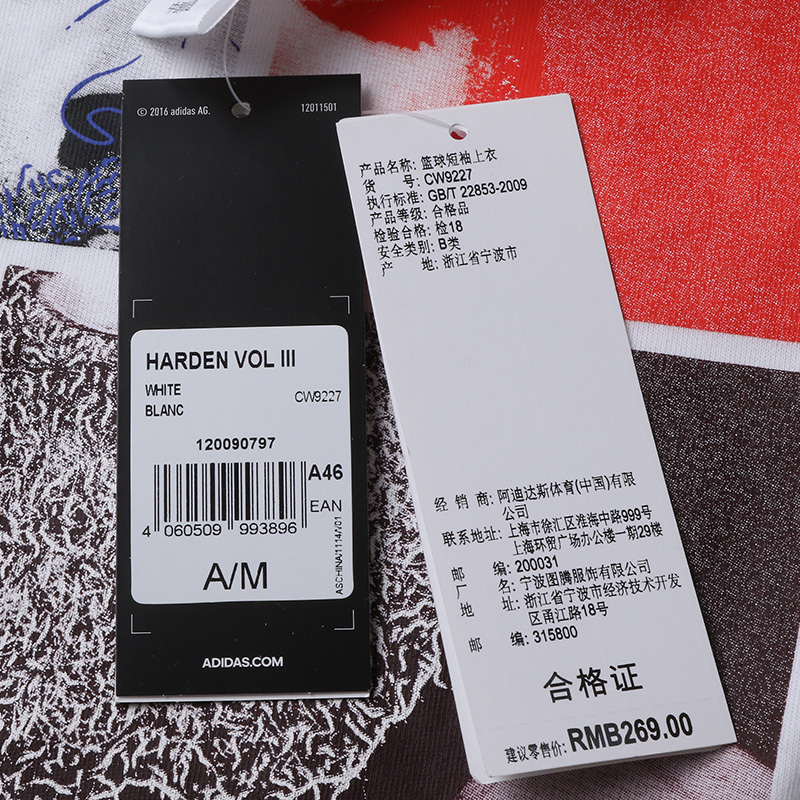 © 2016 adidas AG.
12011501
HARDEN VOL III
WHITE
BLANC
CW9227
120090797
A46
EAN
4 060509 993896
ASCHINA/1114/V01
A/M
ADIDAS.COM
产品名称: 篮球短袖上衣
货 号: CW9227
执行标准: GB/T 22853-2009
产品等级: 合格品
检验合格: 检18
安全类别: B类
产 地: 浙江省宁波市
经 销 商: 阿迪达斯体育(中国)有限
公司
联系地址: 上海市徐汇区淮海中路999号
上海环贸广场办公楼一期29楼
邮 编: 200031
厂 名: 宁波图腾服饰有限公司
地 址: 浙江省宁波市经济技术开发
区甬江路18号
邮 编: 315800
合格证
建议零售价: RMB269.00